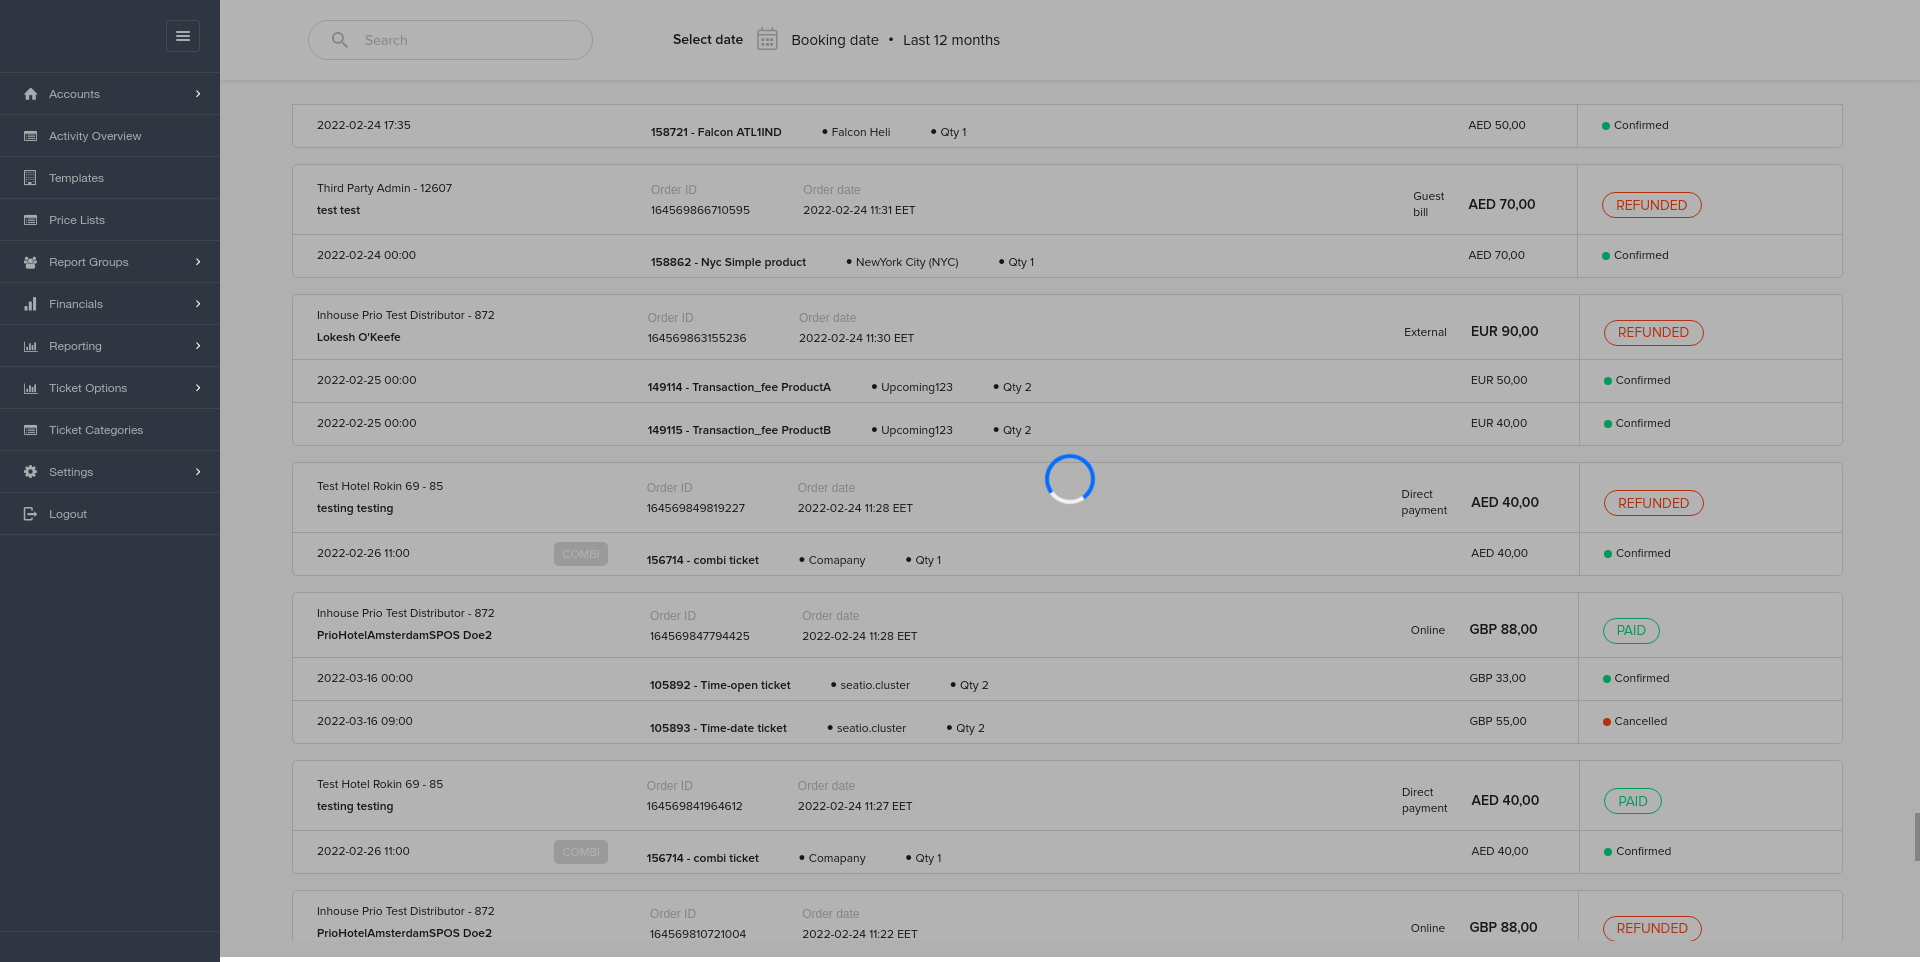 Search
Select date
Booking date • Last 12 months
Accounts
Activity Overview
Templates
Price Lists
Report Groups
Financials
Reporting
Ticket Options
Ticket Categories
Settings
Logout
2022-02-24 17:35
158721 - Falcon ATL1IND • Falcon Heli • Qty 1
AED 50,00
Confirmed
Third Party Admin - 12607
test test
Order ID
164569866710595
Order date
2022-02-24 11:31 EET
Guest
bill
AED 70,00
REFUNDED
2022-02-24 00:00
158862 - Nyc Simple product • NewYork City (NYC) • Qty 1
AED 70,00
Confirmed
Inhouse Prio Test Distributor - 872
Lokesh O'Keefe
Order ID
164569863155236
Order date
2022-02-24 11:30 EET
External
EUR 90,00
REFUNDED
2022-02-25 00:00
149114 - Transaction_fee ProductA • Upcoming123 • Qty 2
EUR 50,00
Confirmed
2022-02-25 00:00
149115 - Transaction_fee ProductB • Upcoming123 • Qty 2
EUR 40,00
Confirmed
Test Hotel Rokin 69 - 85
testing testing
Order ID
164569849819227
Order date
2022-02-24 11:28 EET
Direct
payment
AED 40,00
REFUNDED
2022-02-26 11:00
COMBI
156714 - combi ticket • Comapany • Qty 1
AED 40,00
Confirmed
Inhouse Prio Test Distributor - 872
PrioHotelAmsterdamSPOS Doe2
Order ID
164569847794425
Order date
2022-02-24 11:28 EET
Online
GBP 88,00
PAID
2022-03-16 00:00
105892 - Time-open ticket • seatio.cluster • Qty 2
GBP 33,00
Confirmed
2022-03-16 09:00
105893 - Time-date ticket • seatio.cluster • Qty 2
GBP 55,00
Cancelled
Test Hotel Rokin 69 - 85
testing testing
Order ID
164569841964612
Order date
2022-02-24 11:27 EET
Direct
payment
AED 40,00
PAID
2022-02-26 11:00
COMBI
156714 - combi ticket • Comapany • Qty 1
AED 40,00
Confirmed
Inhouse Prio Test Distributor - 872
PrioHotelAmsterdamSPOS Doe2
Order ID
164569810721004
Order date
2022-02-24 11:22 EET
Online
GBP 88,00
REFUNDED